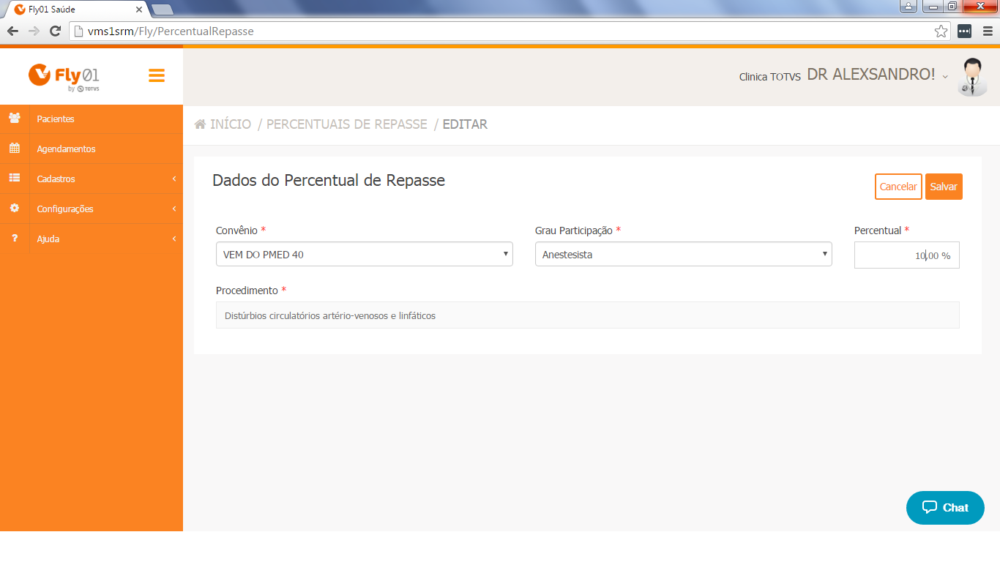 Fly01 Saúde
vms1srm/Fly/PercentualRepasse
Fly01
by TOTVS
Clinica TOTVS DR ALEXSANDRO!
Pacientes
Agendamentos
Cadastros
Configurações
Ajuda
INÍCIO / PERCENTUAIS DE REPASSE / EDITAR
Dados do Percentual de Repasse
Cancelar Salvar
Convênio * Grau Participação * Percentual *
VEM DO PMED 40 Anestesista 10,00 %
Procedimento *
Distúrbios circulatórios artério-venosos e linfáticos
Chat